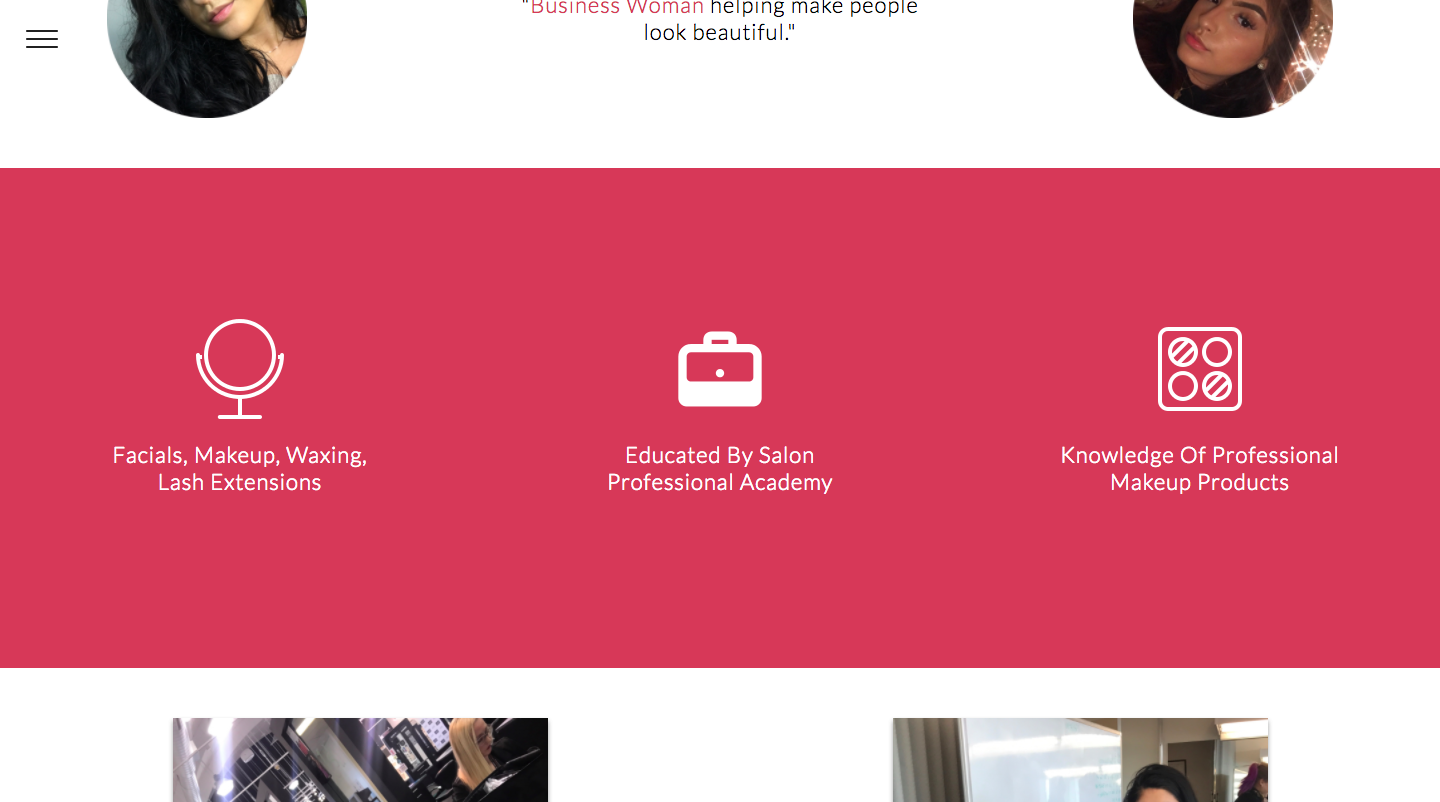 "Business Woman helping make people
look beautiful."
Facials, Makeup, Waxing,
Lash Extensions
Educated By Salon
Professional Academy
Knowledge Of Professional
Makeup Products